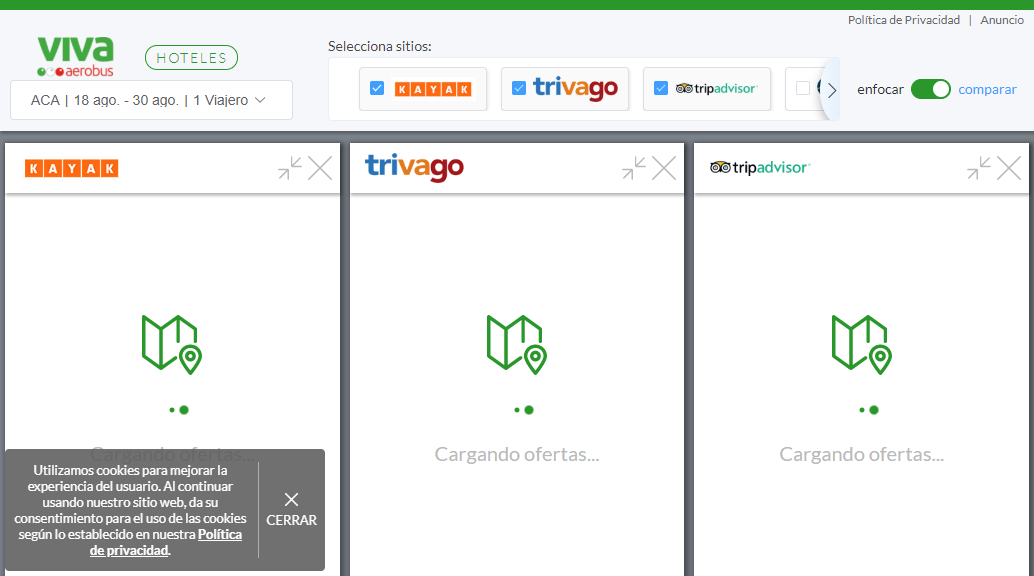 Política de Privacidad | Anuncio
viva
aerobus
HOTELES
Selecciona sitios:
ACA | 18 ago. - 30 ago. | 1 Viajero
KAYAK
trivago
tripadvisor
enfocar
comparar
KAYAK
trivago
tripadvisor
Cargando ofertas...
Cargando ofertas...
Cargando ofertas...
Utilizamos cookies para mejorar la
experiencia del usuario. Al continuar
usando nuestro sitio web, da su
consentimiento para el uso de las cookies
según lo establecido en nuestra Política
de privacidad.
CERRAR